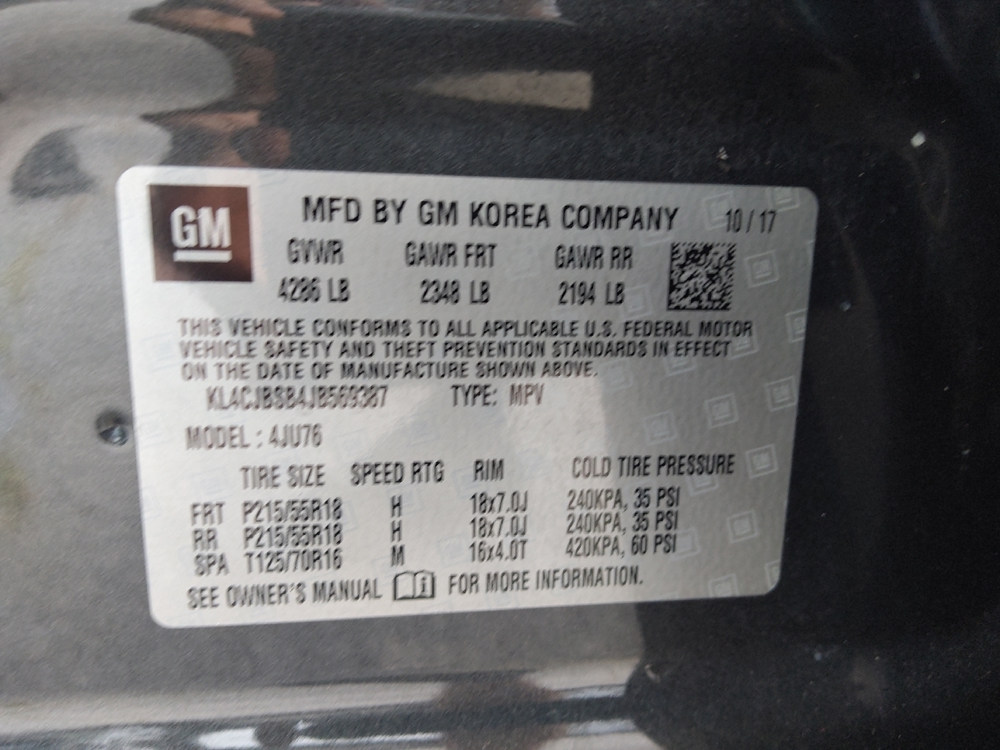 GM
MFD BY GM KOREA COMPANY 10/17
GVWR GAWR FRT GAWR RR
4286 LB 2348 LB 2194 LB
THIS VEHICLE CONFORMS TO ALL APPLICABLE U.S. FEDERAL MOTOR
VEHICLE SAFETY AND THEFT PREVENTION STANDARDS IN EFFECT
ON THE DATE OF MANUFACTURE SHOWN ABOVE.
KL4CJBSB4JB569387 TYPE: MPV
MODEL : 4JU76
TIRE SIZE SPEED RTG RIM COLD TIRE PRESSURE
FRT P215/55R18 H 18x7.0J 240KPA, 35 PSI
RR P215/55R18 H 18x7.0J 240KPA, 35 PSI
SPA T125/70R16 M 16x4.0T 420KPA, 60 PSI
SEE OWNER'S MANUAL FOR MORE INFORMATION.